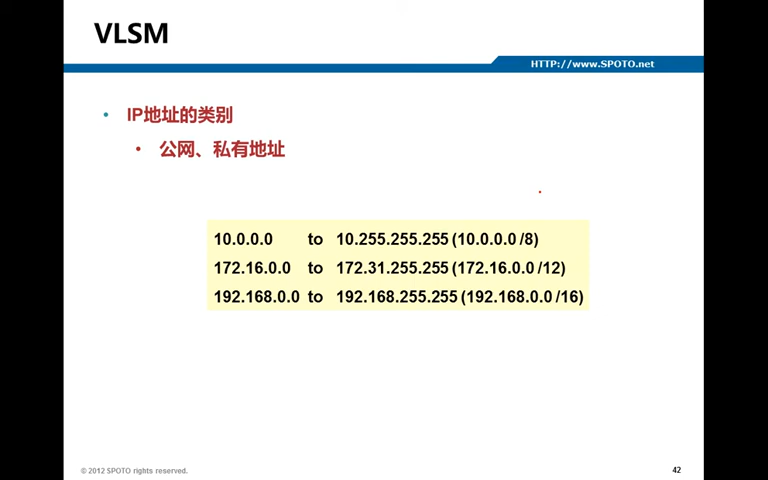 VLSM
HTTP://www.SPOTO.net
• IP地址的类别
• 公网、私有地址
10.0.0.0 to 10.255.255.255 (10.0.0.0 /8)
172.16.0.0 to 172.31.255.255 (172.16.0.0 /12)
192.168.0.0 to 192.168.255.255 (192.168.0.0 /16)
© 2012 SPOTO rights reserved.
42